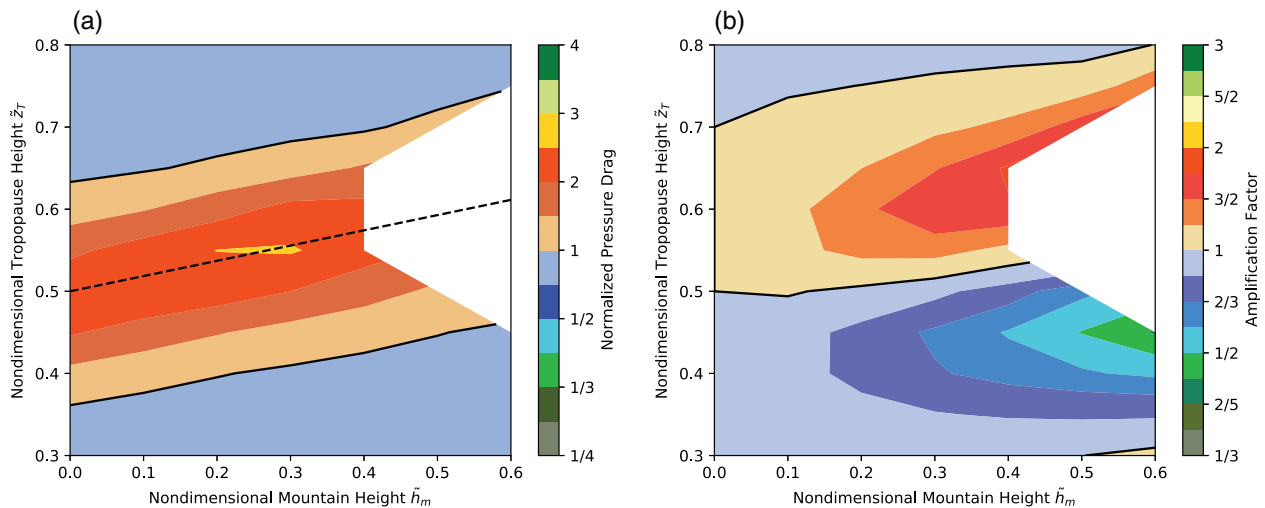 (a)
(b)
0.8
0.7
0.6
0.5
0.4
0.3
Nondimensional Tropopause Height z̃_T
0.0 0.1 0.2 0.3 0.4 0.5 0.6
Nondimensional Mountain Height h̃_m
4
3
2
1
1/2
1/3
1/4
Normalized Pressure Drag
0.8
0.7
0.6
0.5
0.4
0.3
Nondimensional Tropopause Height z̃_T
0.0 0.1 0.2 0.3 0.4 0.5 0.6
Nondimensional Mountain Height h̃_m
3
5/2
2
3/2
1
2/3
1/2
2/5
1/3
Amplification Factor